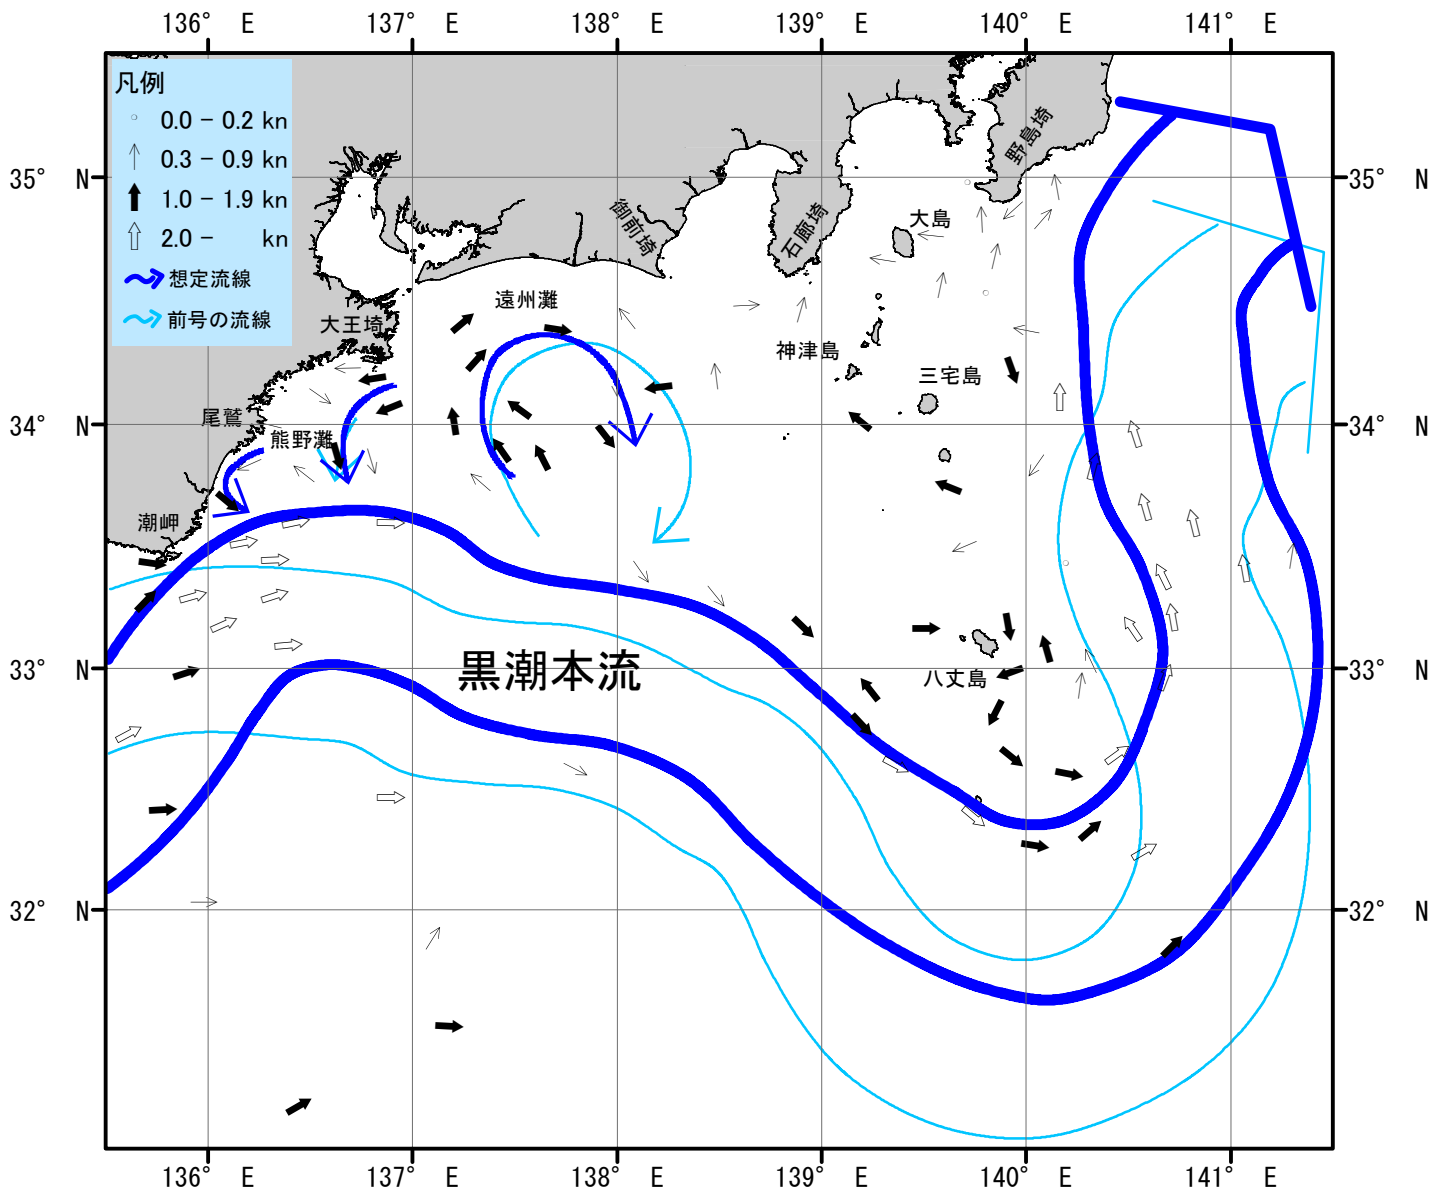 136° E 137° E 138° E 139° E 140° E 141° E
凡例
0.0 - 0.2 kn
0.3 - 0.9 kn
1.0 - 1.9 kn
2.0 - kn
想定流線
前号の流線
野島埼
35° N
35° N
御前埼
石廊埼
大島
遠州灘
大王埼
神津島
三宅島
尾鷲
34° N
34° N
熊野灘
潮岬
黒潮本流
33° N
33° N
八丈島
32° N
32° N
136° E 137° E 138° E 139° E 140° E 141° E